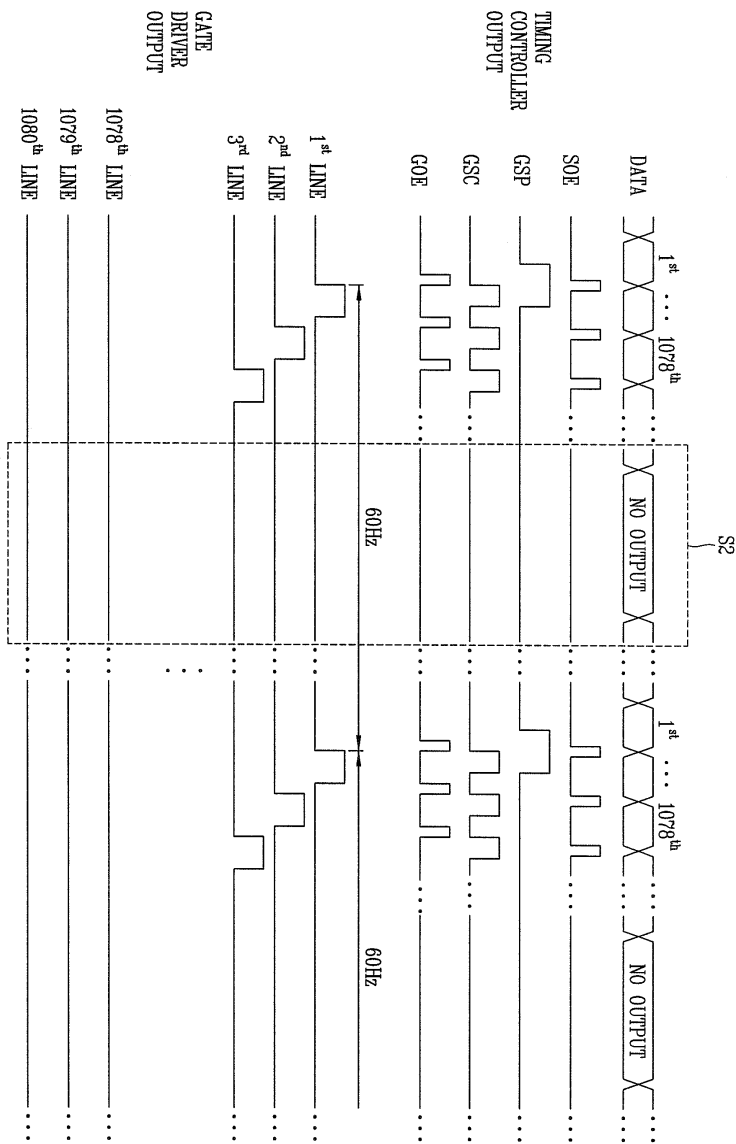 S2
1st ... 1078th ... 1st ... 1078th
TIMING
CONTROLLER
OUTPUT
DATA ... NO OUTPUT ... NO OUTPUT ...
SOE ... ... ...
GSP
GSC ... ... ...
GOE ... ... ...
60Hz 60Hz
GATE
DRIVER
OUTPUT
1st LINE ... ...
2nd LINE ... ...
3rd LINE ... ...
...
1078th LINE ... ...
1079th LINE ... ...
1080th LINE ... ...